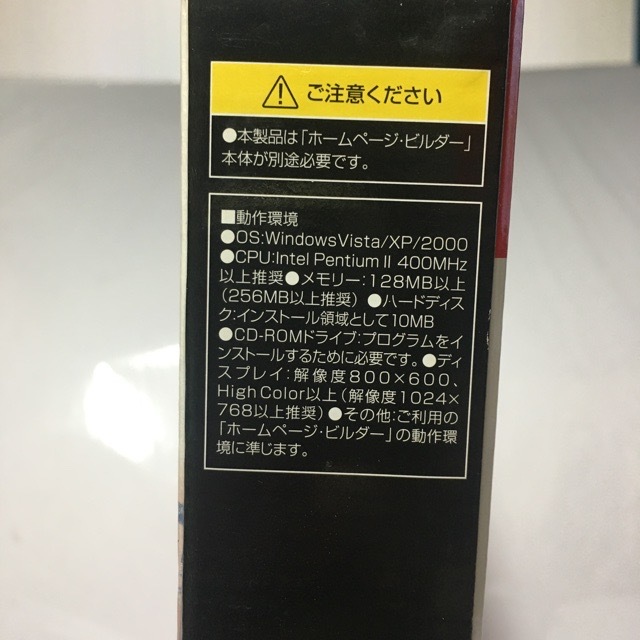 ご注意ください
●本製品は「ホームページ・ビルダー」
本体が別途必要です。
■動作環境
●OS:WindowsVista/XP/2000
●CPU:Intel Pentium II 400MHz
以上推奨●メモリー:128MB以上
(256MB以上推奨)●ハードディス
ク:インストール領域として10MB
●CD-ROMドライブ:プログラムをイ
ンストールするために必要です。●ディ
スプレイ:解像度800×600、
High Color以上(解像度1024×
768以上推奨)●その他:ご利用の
「ホームページ・ビルダー」の動作環
境に準じます。